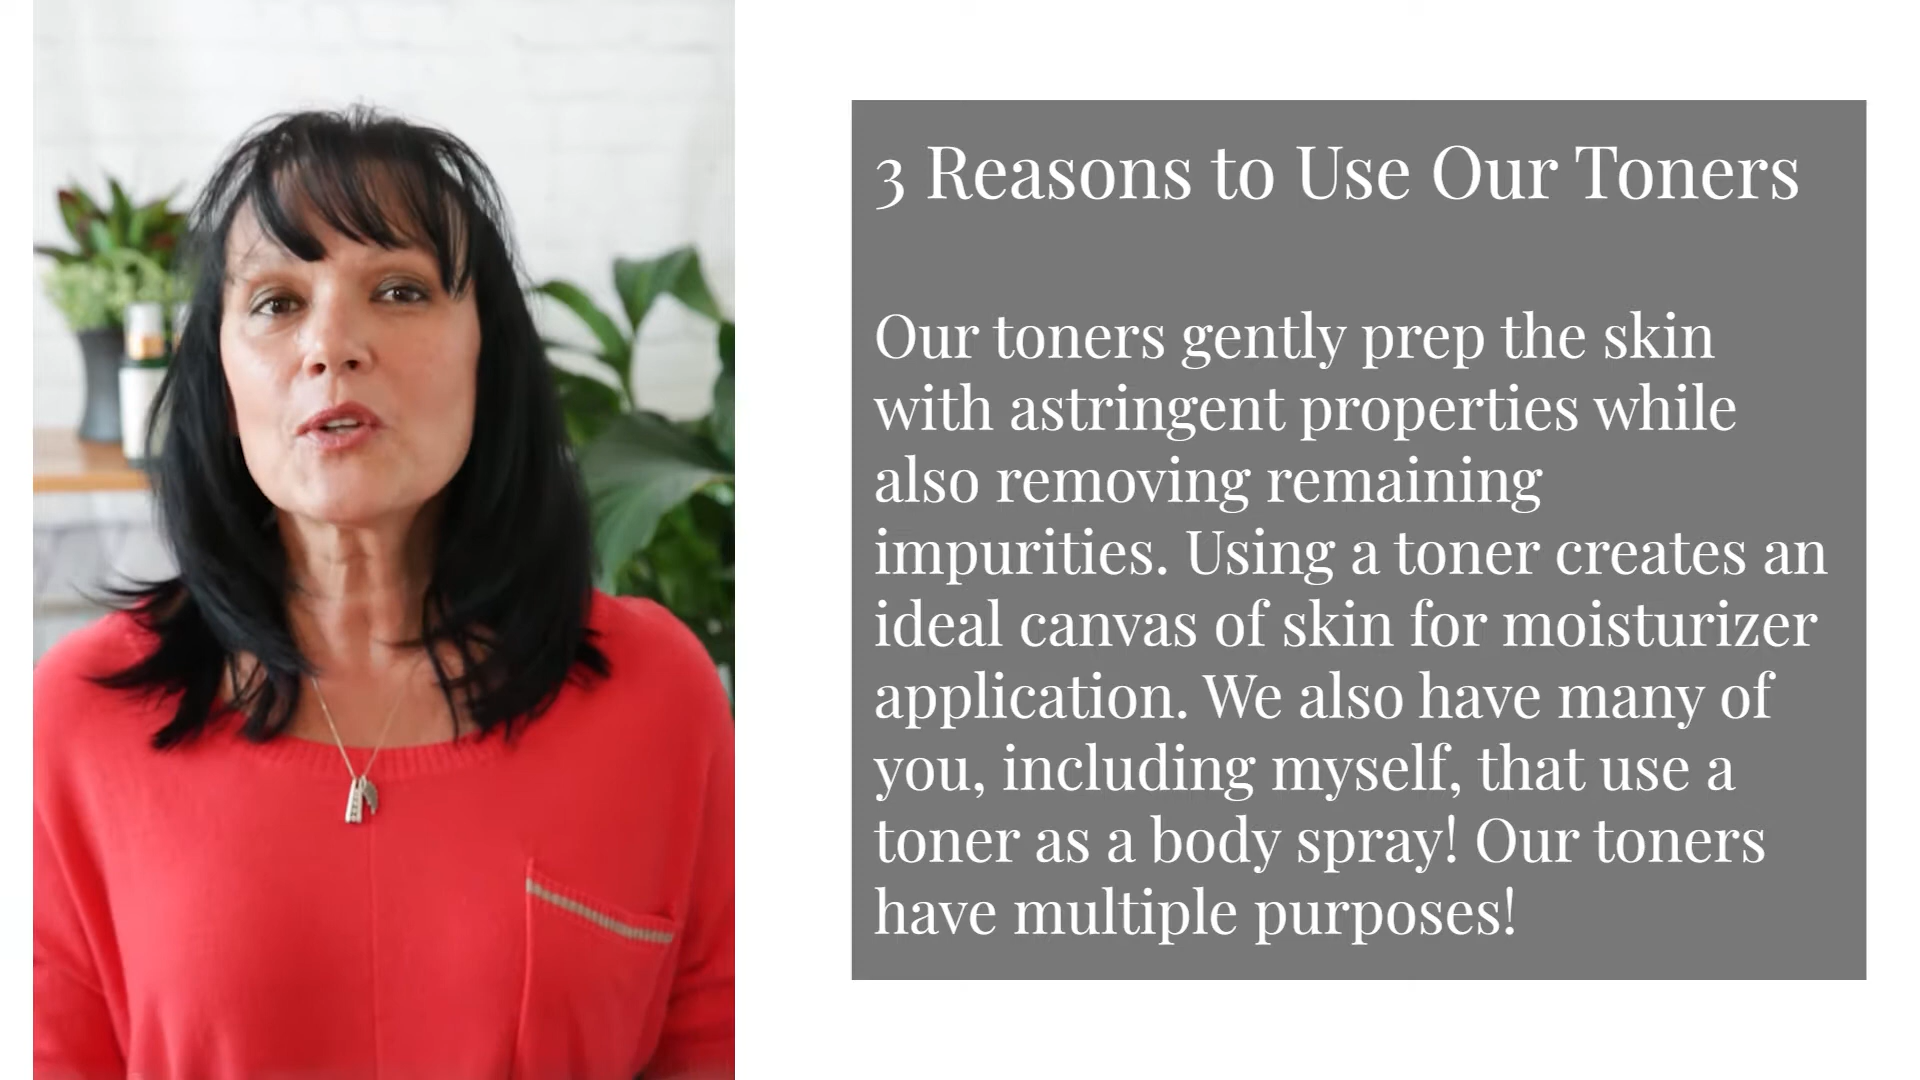 3 Reasons to Use Our Toners
Our toners gently prep the skin
with astringent properties while
also removing remaining
impurities. Using a toner creates an
ideal canvas of skin for moisturizer
application. We also have many of
you, including myself, that use a
toner as a body spray! Our toners
have multiple purposes!